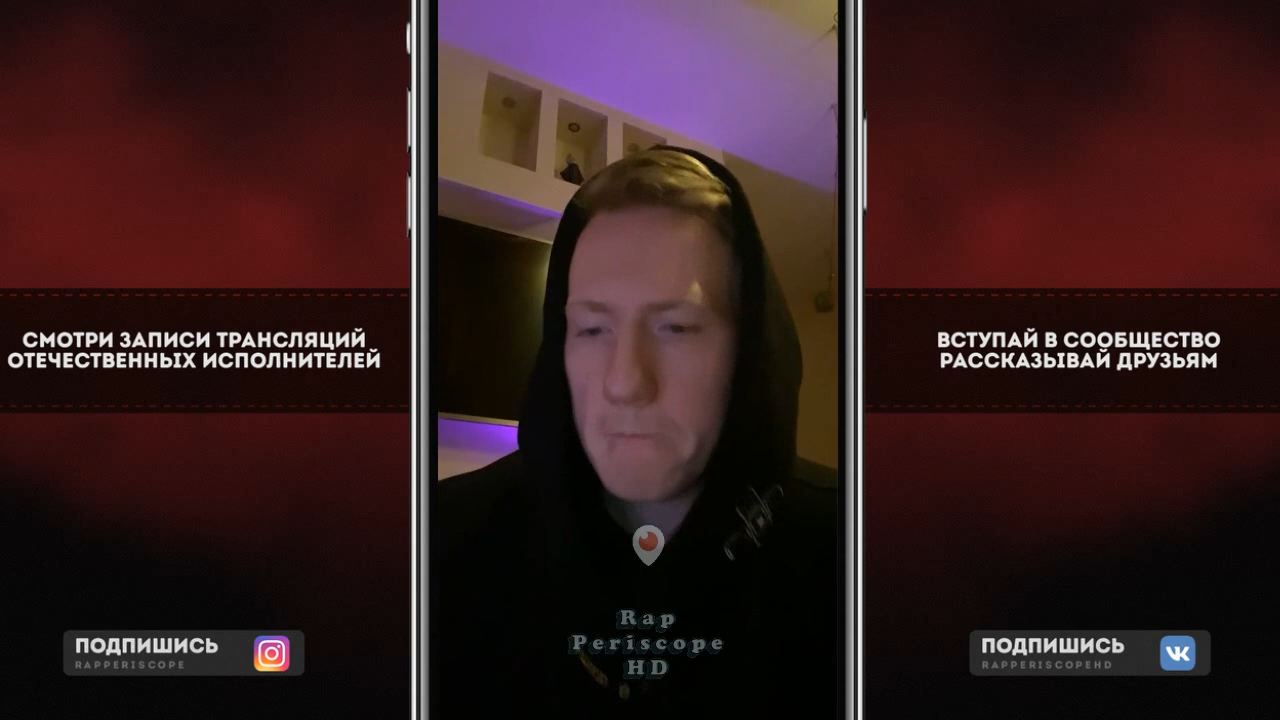 СМОТРИ ЗАПИСИ ТРАНСЛЯЦИЙ
ОТЕЧЕСТВЕННЫХ ИСПОЛНИТЕЛЕЙ
ВСТУПАЙ В СООБЩЕСТВО
РАССКАЗЫВАЙ ДРУЗЬЯМ
Rap
Periscope
HD
ПОДПИШИСЬ
RAPPERISCOPE
ПОДПИШИСЬ
RAPPERISCOPEHD